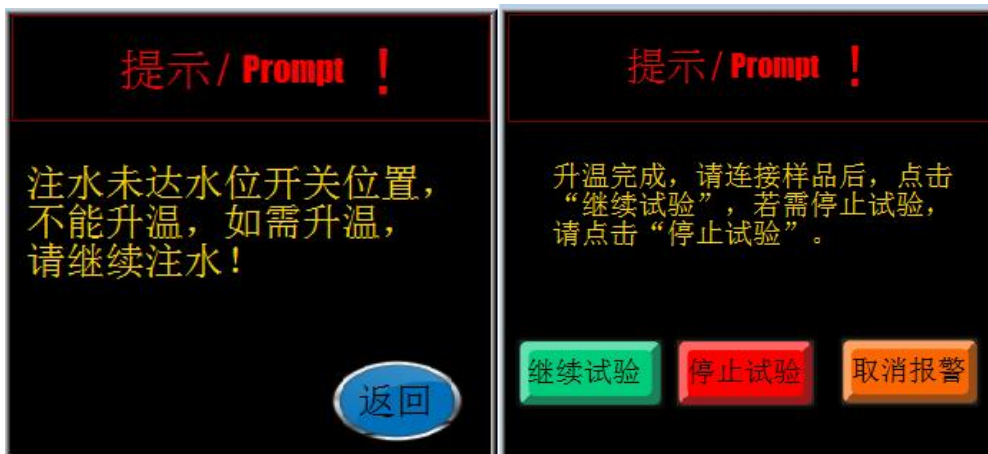 提示/ Prompt !
注水未达水位开关位置，
不能升温，如需升温，
请继续注水！
返回
提示/ Prompt !
升温完成，请连接样品后，点击
“继续试验”，若需停止试验，
请点击“停止试验”。
继续试验
停止试验
取消报警